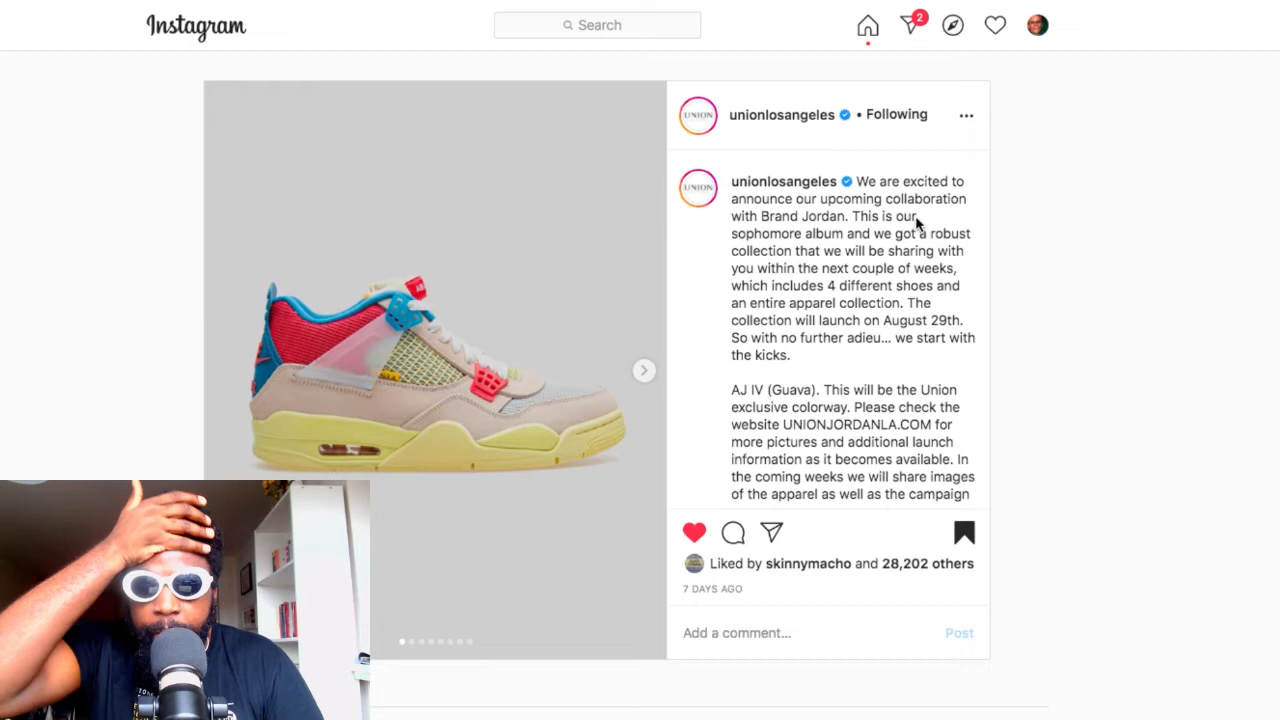 Instagram
Search
2
UNION
unionlosangeles • Following
UNION
unionlosangeles We are excited to
announce our upcoming collaboration
with Brand Jordan. This is our
sophomore album and we got a robust
collection that we will be sharing with
you within the next couple of weeks,
which includes 4 different shoes and
an entire apparel collection. The
collection will launch on August 29th.
So with no further adieu... we start with
the kicks.
AJ IV (Guava). This will be the Union
exclusive colorway. Please check the
website UNIONJORDANLA.COM for
more pictures and additional launch
information as it becomes available. In
the coming weeks we will share images
of the apparel as well as the campaign
Liked by skinnymacho and 28,202 others
7 DAYS AGO
Add a comment...
Post